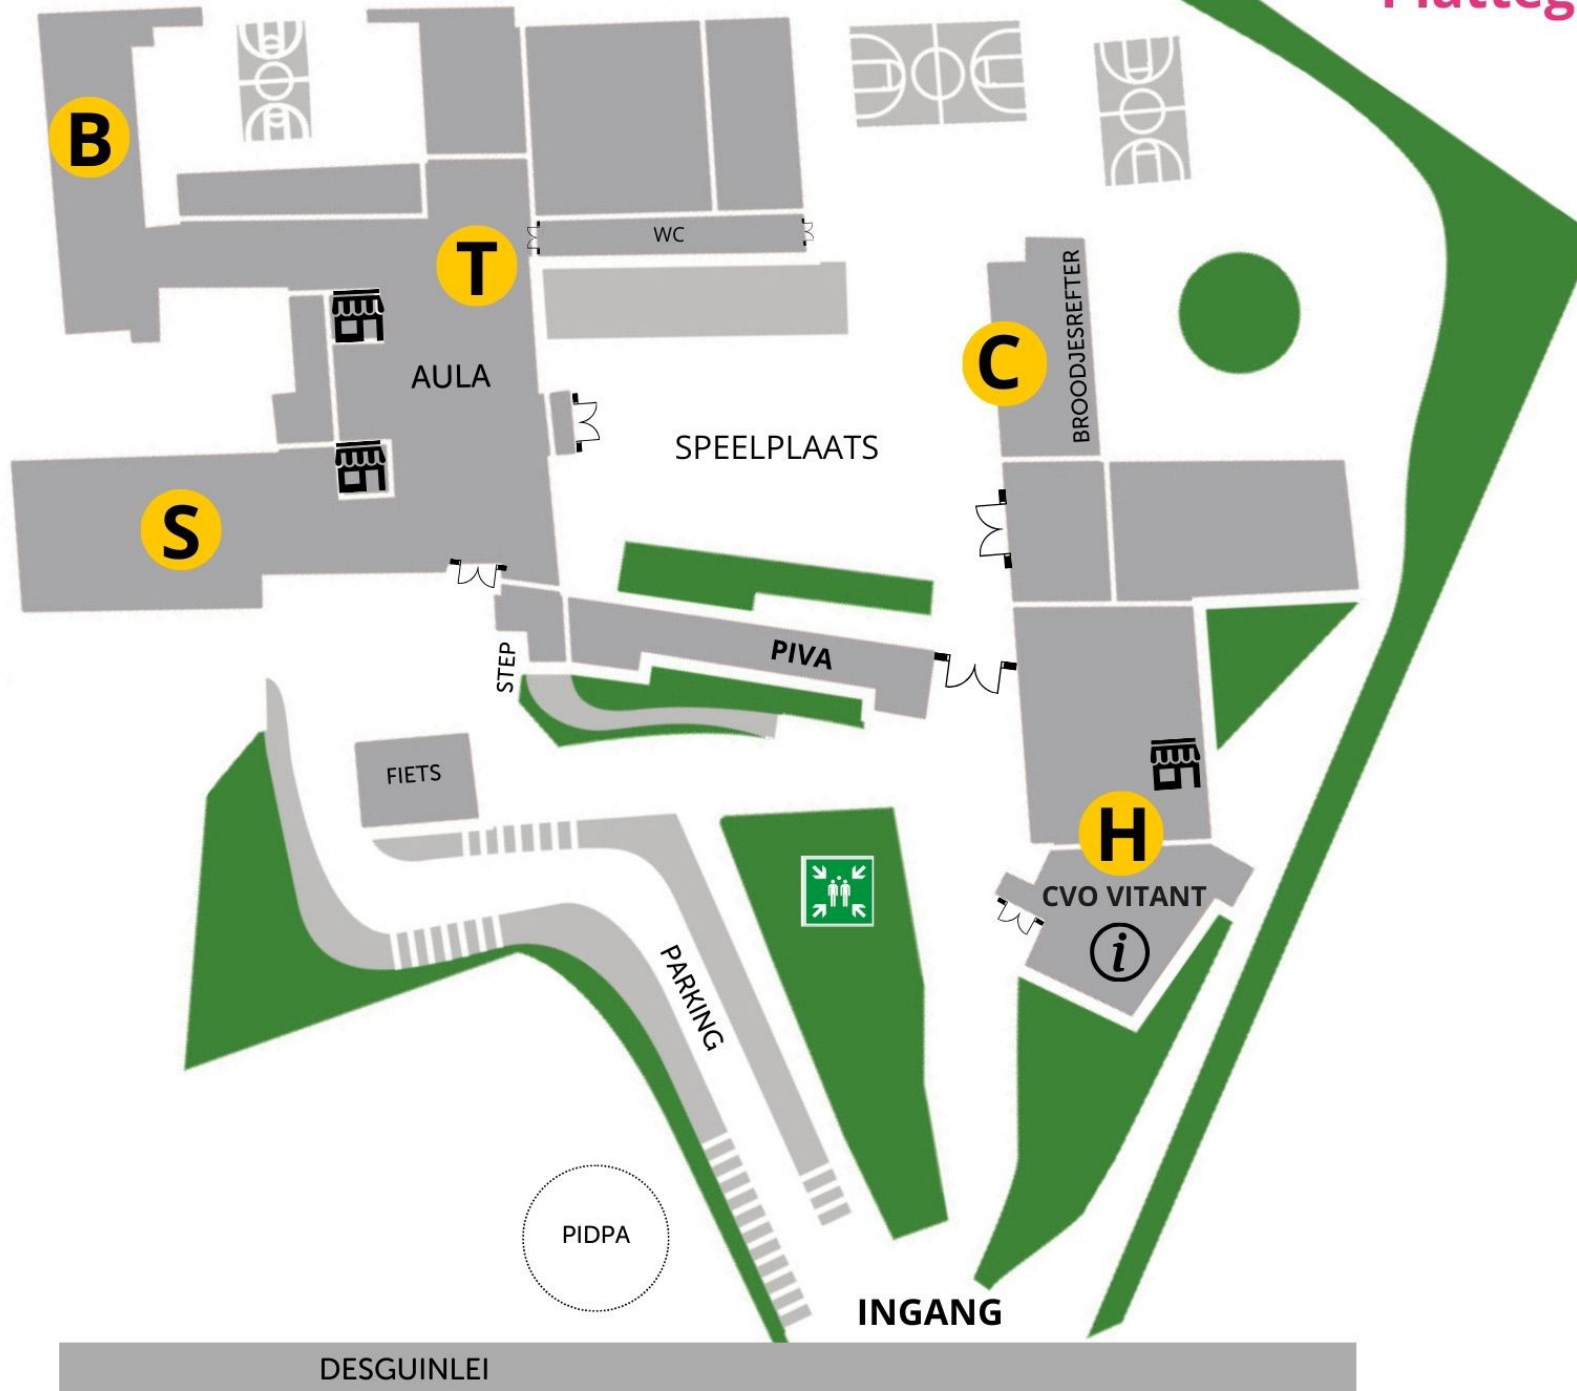 B
T
WC
BROODJESREFTER
C
AULA
SPEELPLAATS
S
PIVA
STEP
FIETS
H
CVO VITANT
i
PARKING
PIDPA
INGANG
DESGUINLEI